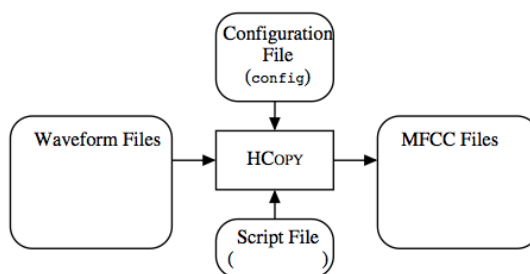 Configuration
File
(config)
Waveform Files
HCOPY
MFCC Files
Script File
( )